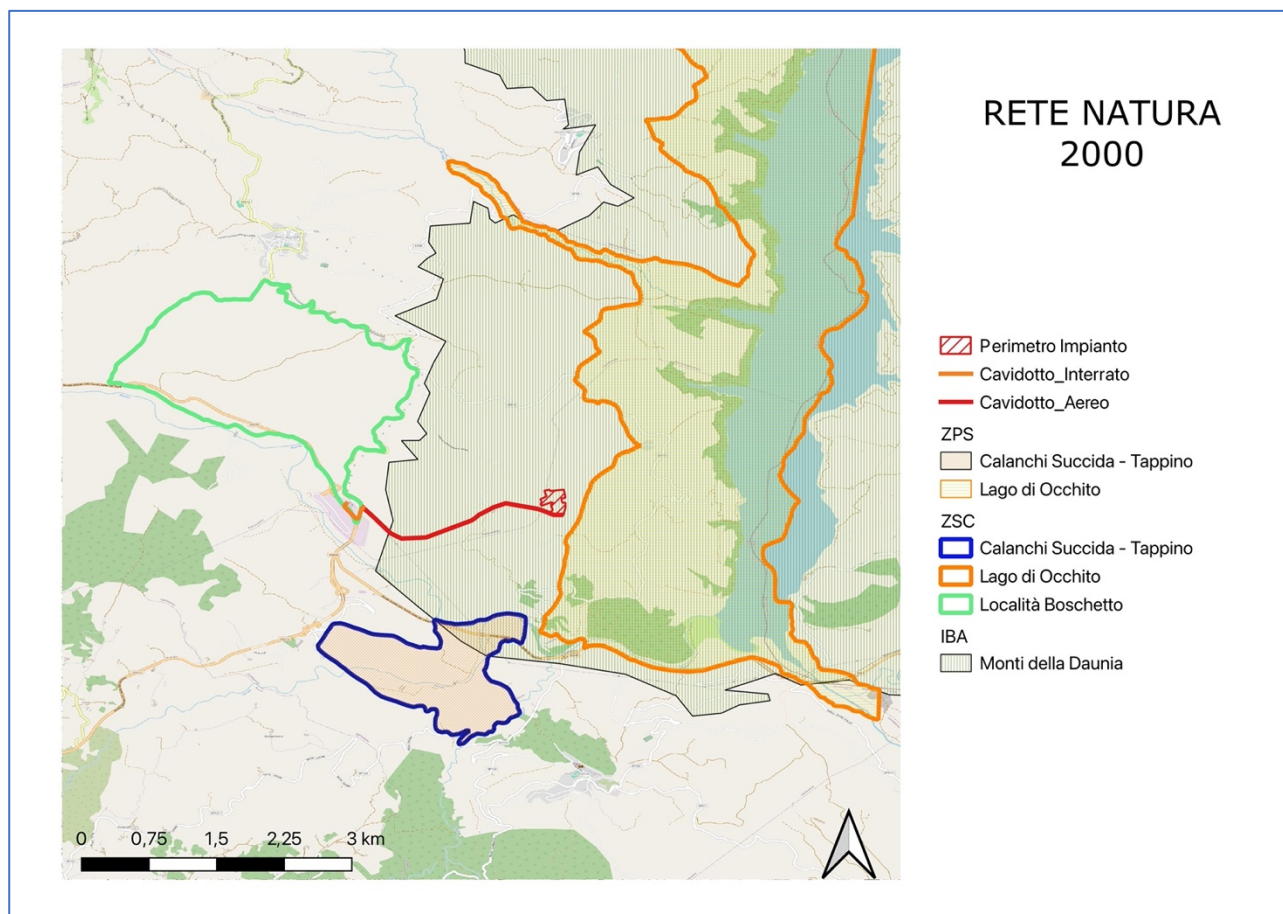 RETE NATURA
2000
Perimetro Impianto
Cavidotto_Interrato
Cavidotto_Aereo
ZPS
Calanchi Succida - Tappino
Lago di Occhito
ZSC
Calanchi Succida - Tappino
Lago di Occhito
Località Boschetto
IBA
Monti della Daunia
0 0,75 1,5 2,25 3 km